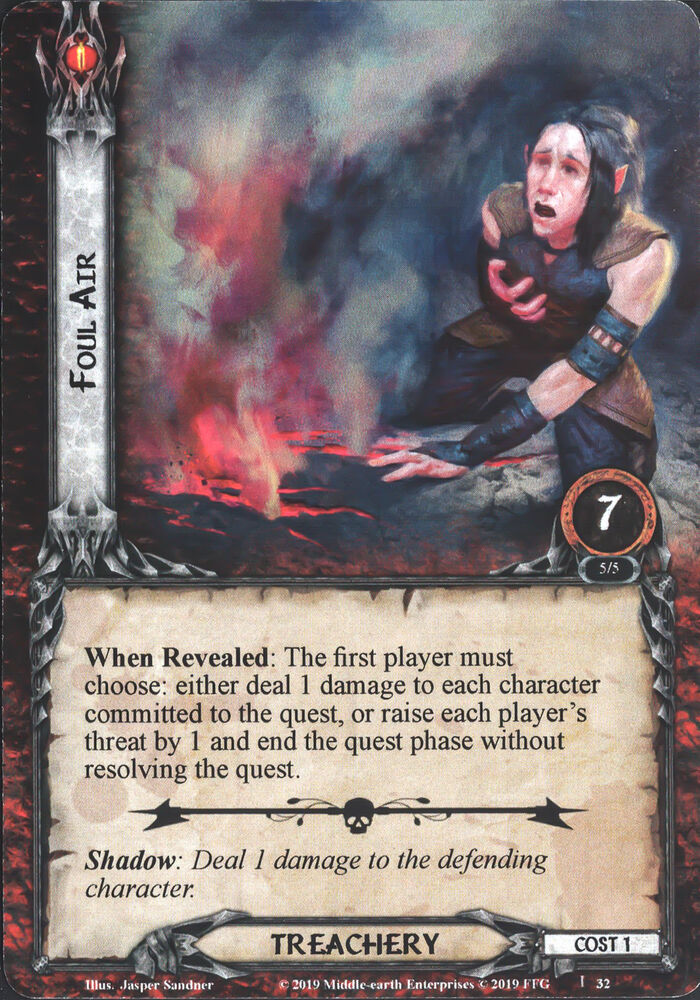 FOUL AIR
7
5/5
When Revealed: The first player must
choose: either deal 1 damage to each character
committed to the quest, or raise each player's
threat by 1 and end the quest phase without
resolving the quest.
Shadow: Deal 1 damage to the defending
character.
TREACHERY
COST 1
Illus. Jasper Sandner
© 2019 Middle-earth Enterprises © 2019 FFG
32